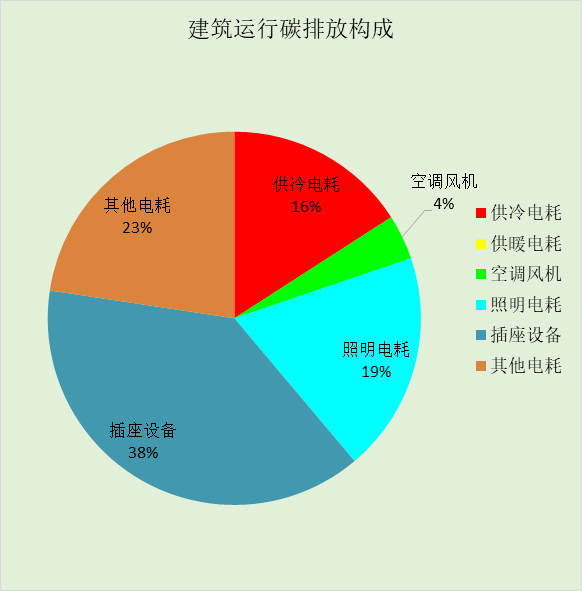 建筑运行碳排放构成
供冷电耗
16%
空调风机
4%
照明电耗
19%
插座设备
38%
其他电耗
23%
供冷电耗
供暖电耗
空调风机
照明电耗
插座设备
其他电耗